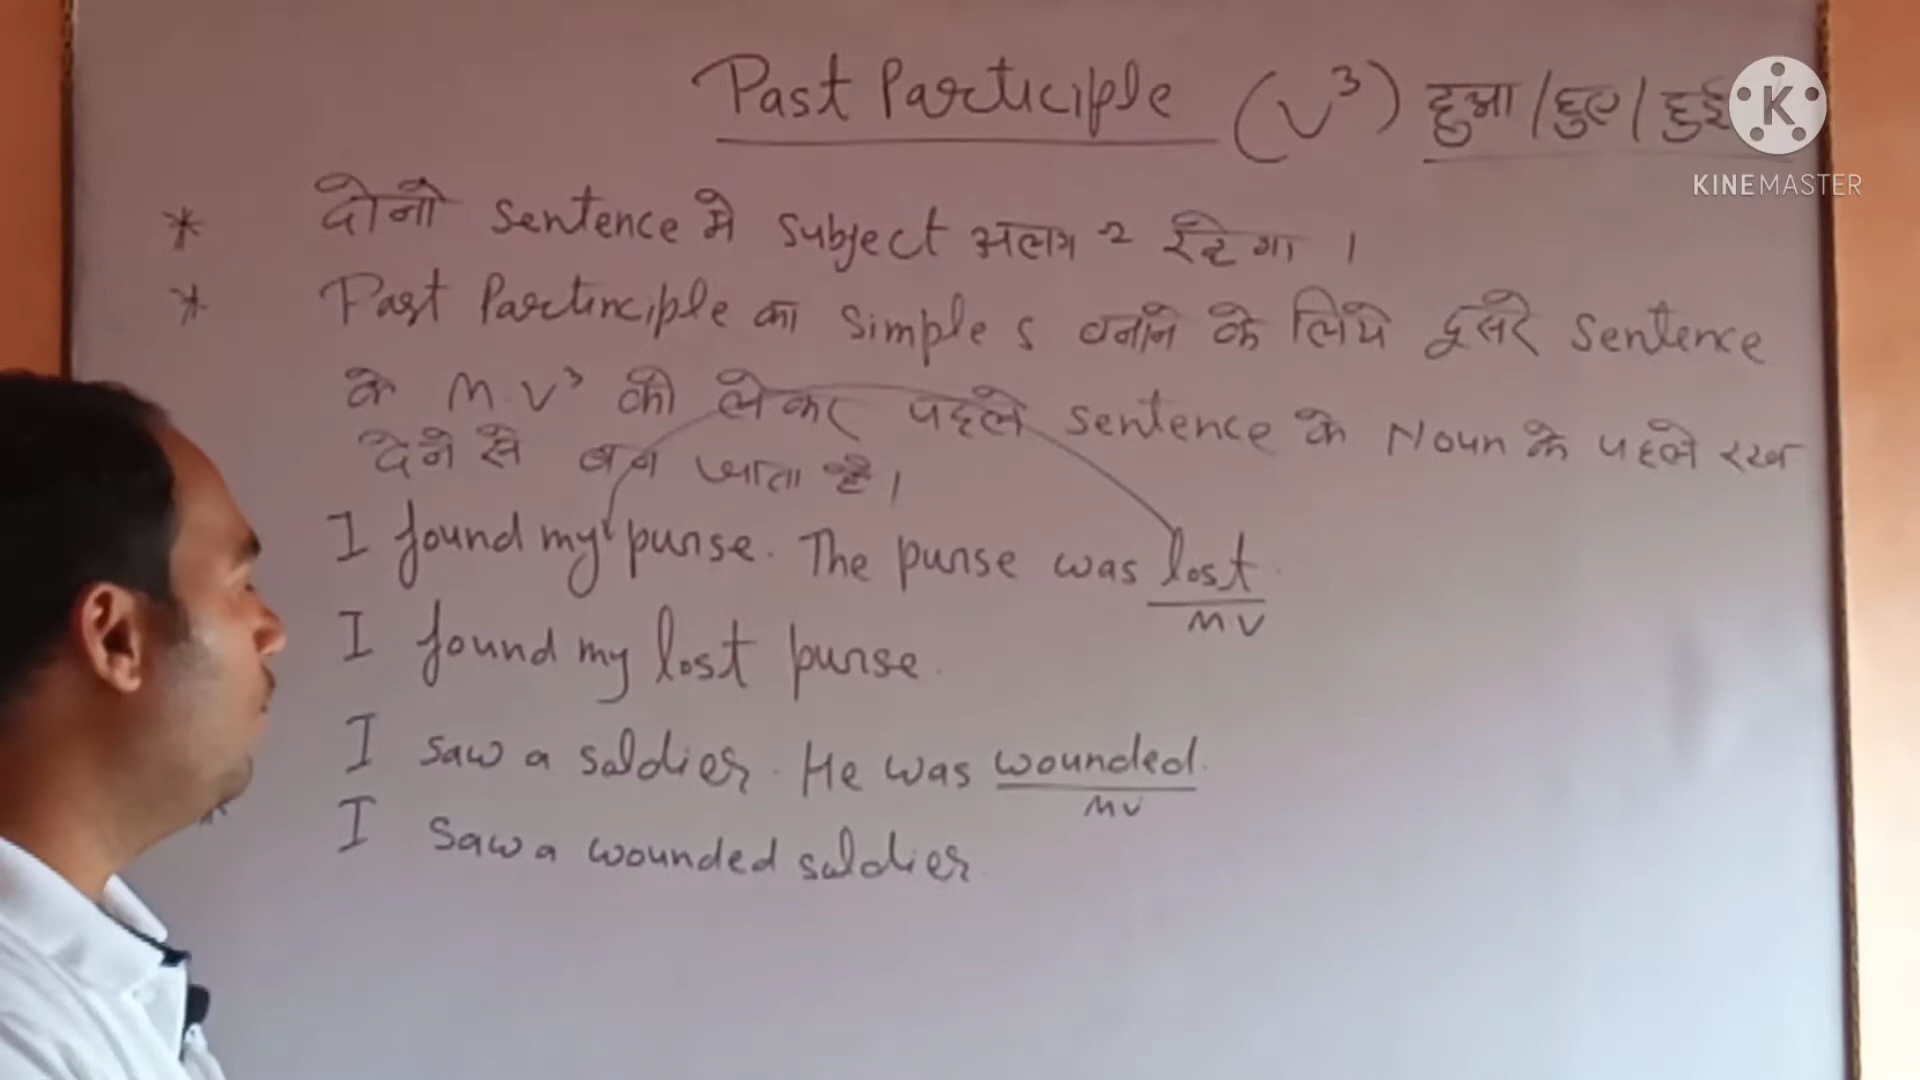 Past Participle (V³) हुआ/हुए/हुई
K
KINEMASTER
* दोनो sentence मे subject अलग २ रहेगा ।
* Past Partinciple का simple s बनाने के लिये दूसरे sentence
के M.V³ को लेकर पहले sentence के Noun के पहले रख
देने से बन जाता है ।
I found my purse. The purse was lost.
MV
I found my lost purse.
I saw a soldier. He was wounded.
MV
* I saw a wounded soldier